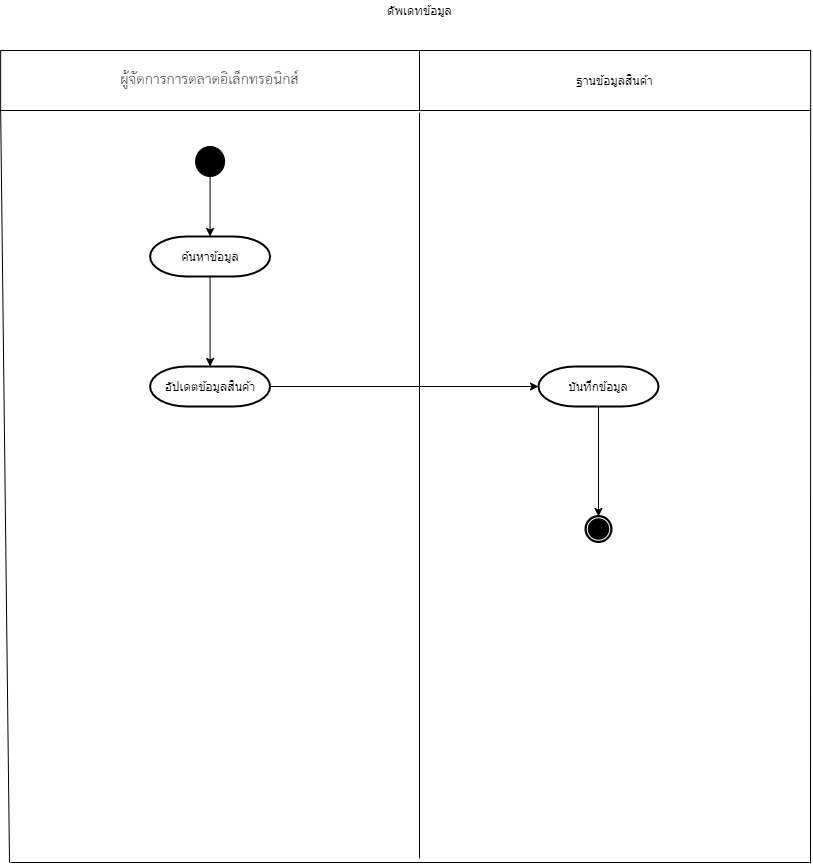 ดัพเดทข้อมูล
ผู้จัดการการตลาดอิเล็กทรอนิกส์
ฐานข้อมูลสินค้า
ค้นหาข้อมูล
อัปเดตข้อมูลสินค้า
บันทึกข้อมูล